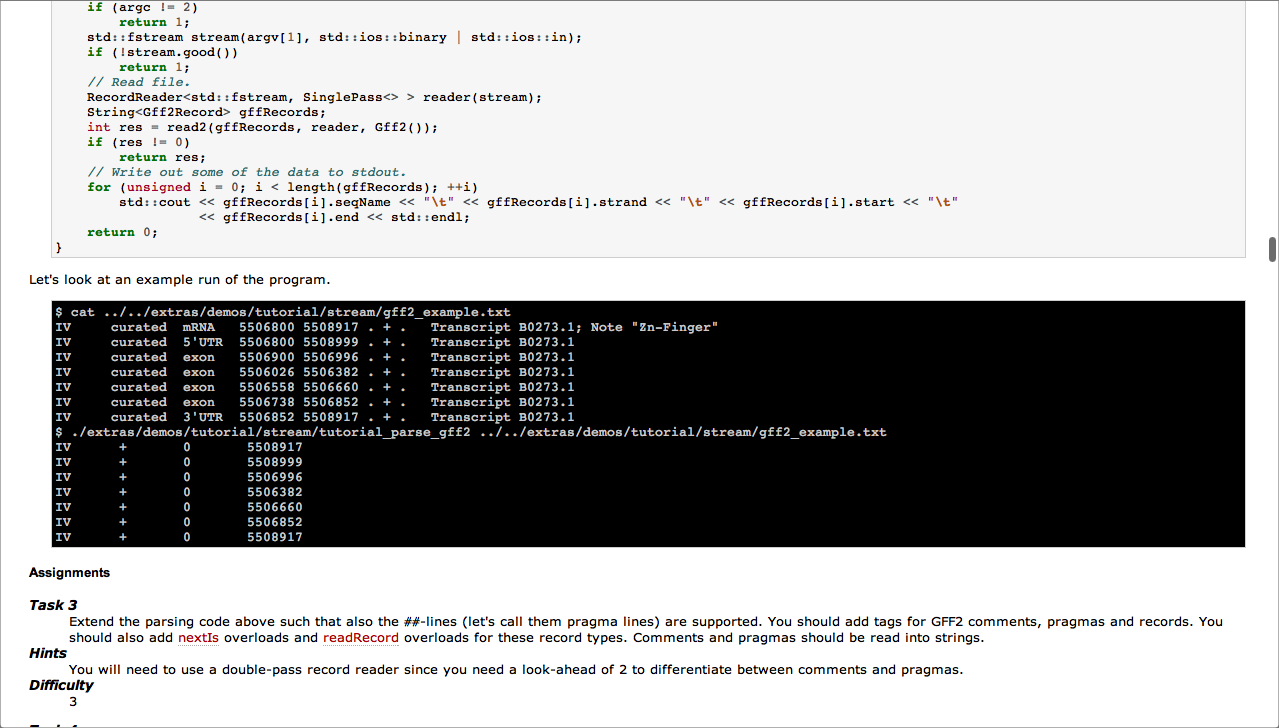 if (argc != 2)
return 1;
std::fstream stream(argv[1], std::ios::binary | std::ios::in);
if (!stream.good())
return 1;
// Read file.
RecordReader<std::fstream, SinglePass<> > reader(stream);
String<Gff2Record> gffRecords;
int res = read2(gffRecords, reader, Gff2());
if (res != 0)
return res;
// Write out some of the data to stdout.
for (unsigned i = 0; i < length(gffRecords); ++i)
std::cout << gffRecords[i].seqName << "\t" << gffRecords[i].strand << "\t" << gffRecords[i].start << "\t"
<< gffRecords[i].end << std::endl;
return 0;
}
Let's look at an example run of the program.
$ cat ../../extras/demos/tutorial/stream/gff2_example.txt
IV curated mRNA 5506800 5508917 . + . Transcript B0273.1; Note "Zn-Finger"
IV curated 5'UTR 5506800 5508999 . + . Transcript B0273.1
IV curated exon 5506900 5506996 . + . Transcript B0273.1
IV curated exon 5506026 5506382 . + . Transcript B0273.1
IV curated exon 5506558 5506660 . + . Transcript B0273.1
IV curated exon 5506738 5506852 . + . Transcript B0273.1
IV curated 3'UTR 5506852 5508917 . + . Transcript B0273.1
$ ./extras/demos/tutorial/stream/tutorial_parse_gff2 ../../extras/demos/tutorial/stream/gff2_example.txt
IV + 0 5508917
IV + 0 5508999
IV + 0 5506996
IV + 0 5506382
IV + 0 5506660
IV + 0 5506852
IV + 0 5508917
Assignments
Task 3
Extend the parsing code above such that also the ##-lines (let's call them pragma lines) are supported. You should add tags for GFF2 comments, pragmas and records. You
should also add nextIs overloads and readRecord overloads for these record types. Comments and pragmas should be read into strings.
Hints
You will need to use a double-pass record reader since you need a look-ahead of 2 to differentiate between comments and pragmas.
Difficulty
3